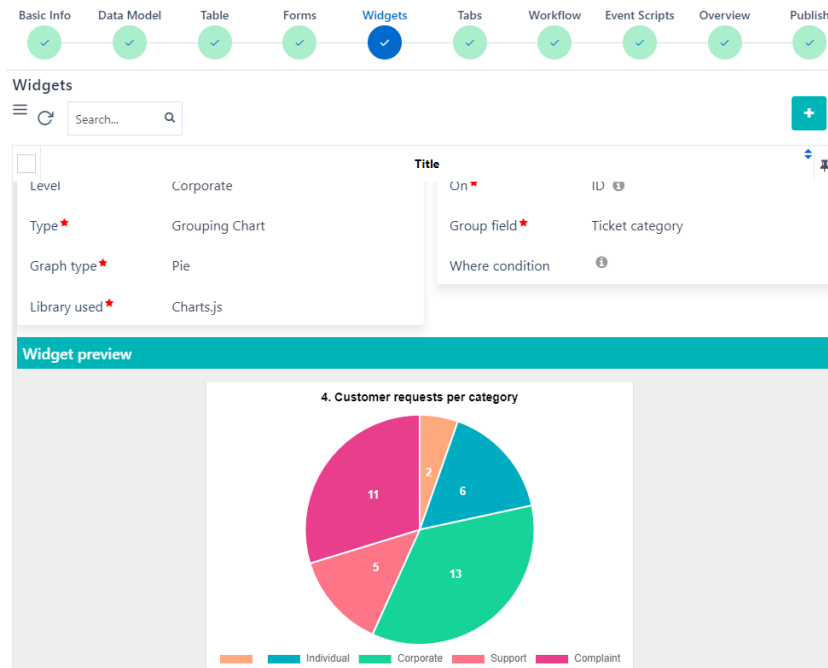 Basic Info Data Model Table Forms Widgets Tabs Workflow Event Scripts Overview Publish
Widgets
Search...
Title
Level Corporate
On* ID
Type* Grouping Chart
Group field* Ticket category
Graph type* Pie
Where condition
Library used* Charts.js
Widget preview
4. Customer requests per category
2
6
11
5
13
Individual Corporate Support Complaint